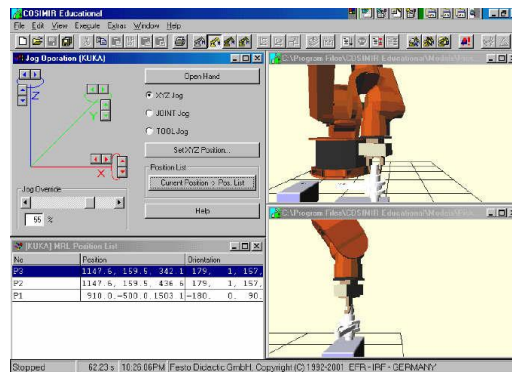 COSIMIR Educational
File Edit View Execute Extras Window Help
Jog Operation (KUKA)
Open Hand
XYZ Jog
JOINT Jog
TOOL Jog
Set XYZ Position...
Position List
Current Position -> Pos. List
Help
Z
Y
X
Jog Override
55 %
C:\Program Files\COSIMIR Educational\Models\
C:\Program Files\COSIMIR Educational\Models\
[KUKA] MRL Position List
No Position Orientation
P3 1147.6, 159.5, 342.1 179, 1, 157,
P2 1147.6, 159.5, 436.6 179, 1, 157,
P1 910.0,-500.0,1503.1 -180, 0, 90,
Stopped 62.23 s 10:26:06PM Festo Didactic GmbH. Copyright (C) 1992-2001 EFR - IRF - GERMANY